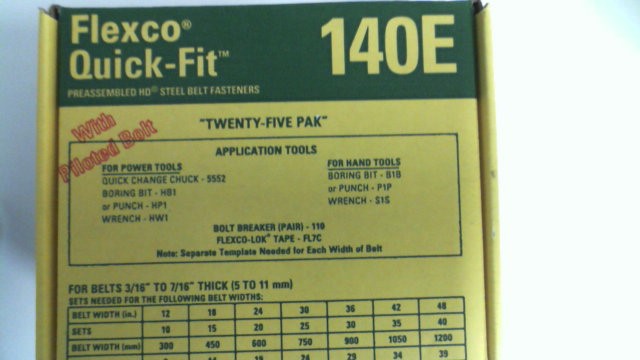 Flexco®
Quick-Fit™
140E
PREASSEMBLED HD® STEEL BELT FASTENERS
With
Piloted Bolt
"TWENTY-FIVE PAK"
APPLICATION TOOLS
FOR POWER TOOLS
QUICK CHANGE CHUCK - 5552
BORING BIT - HB1
or PUNCH - HP1
WRENCH - HW1
FOR HAND TOOLS
BORING BIT - B1B
or PUNCH - P1P
WRENCH - S1S
BOLT BREAKER (PAIR) - 110
FLEXCO-LOK® TAPE - FL7C
Note: Separate Template Needed for Each Width of Belt
FOR BELTS 3/16" TO 7/16" THICK (5 TO 11 mm)
SETS NEEDED FOR THE FOLLOWING BELT WIDTHS:
BELT WIDTH (in.) 12 18 24 30 36 42 48
SETS 10 15 20 25 30 35 40
BELT WIDTH (mm) 300 450 600 750 900 1050 1200
24 29 34 39